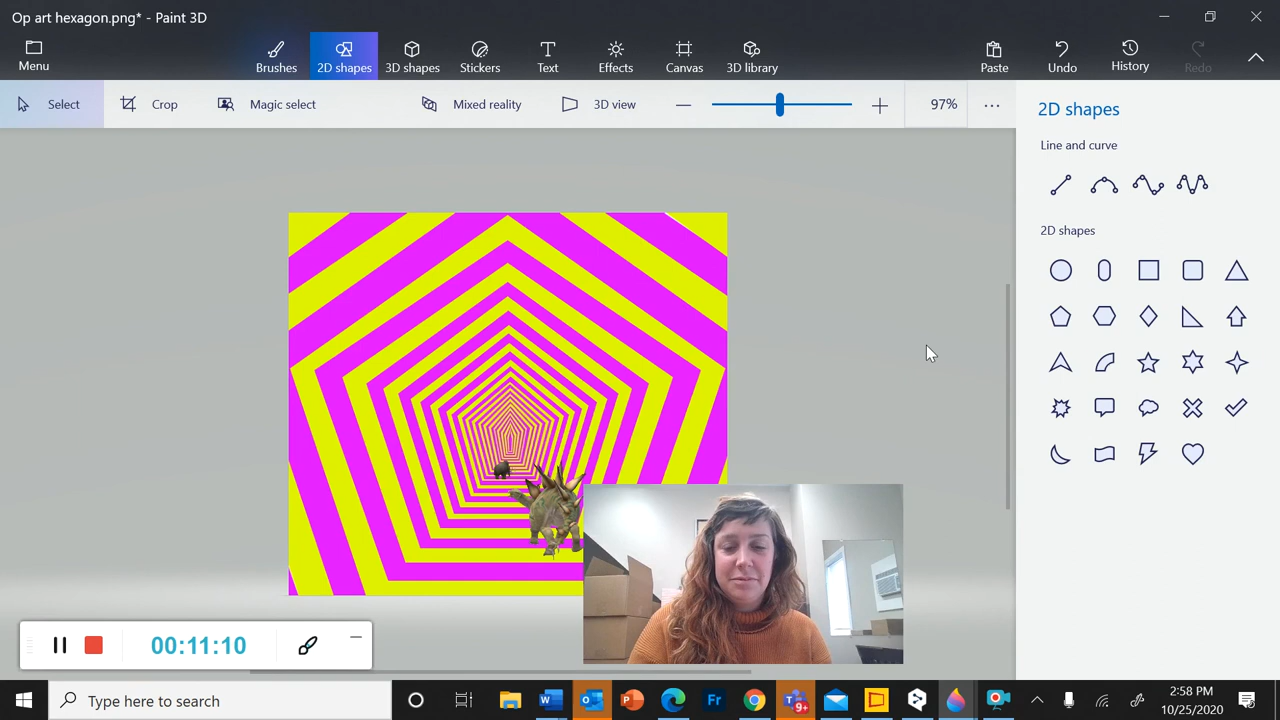 Op art hexagon.png* - Paint 3D
Menu
Brushes
2D shapes
3D shapes
Stickers
Text
Effects
Canvas
3D library
Paste
Undo
History
Redo
Select
Crop
Magic select
Mixed reality
3D view
97%
2D shapes
Line and curve
2D shapes
00:11:10
Type here to search
W
P
Fr
9+
2:58 PM
10/25/2020